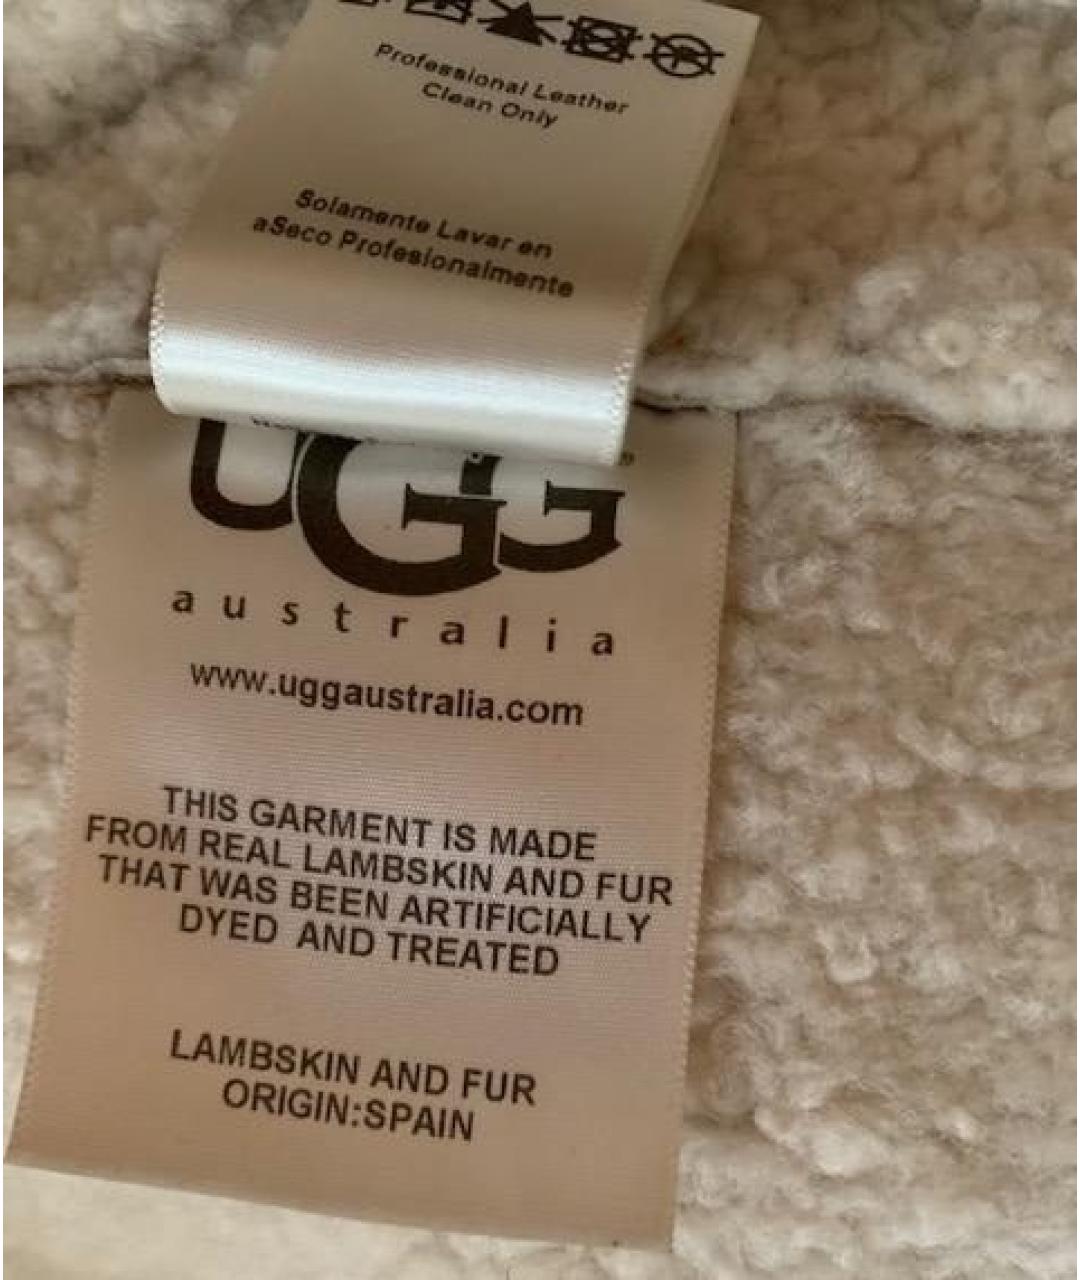 Professional Leather
Clean Only
Solamente Lavar en
aSeco Profesionalmente
UGG
®
australia
www.uggaustralia.com
THIS GARMENT IS MADE
FROM REAL LAMBSKIN AND FUR
THAT WAS BEEN ARTIFICIALLY
DYED AND TREATED
LAMBSKIN AND FUR
ORIGIN:SPAIN